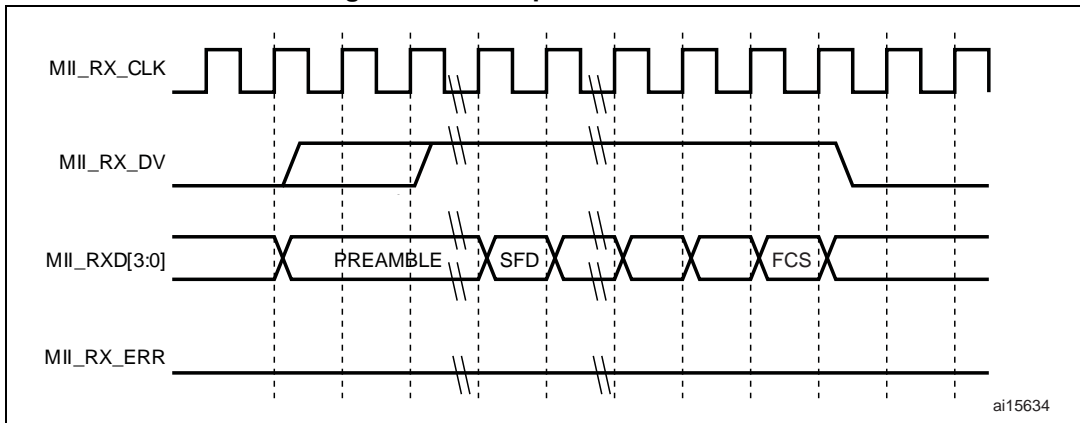 MII_RX_CLK
MII_RX_DV
MII_RXD[3:0]
PREAMBLE
SFD
FCS
MII_RX_ERR
ai15634